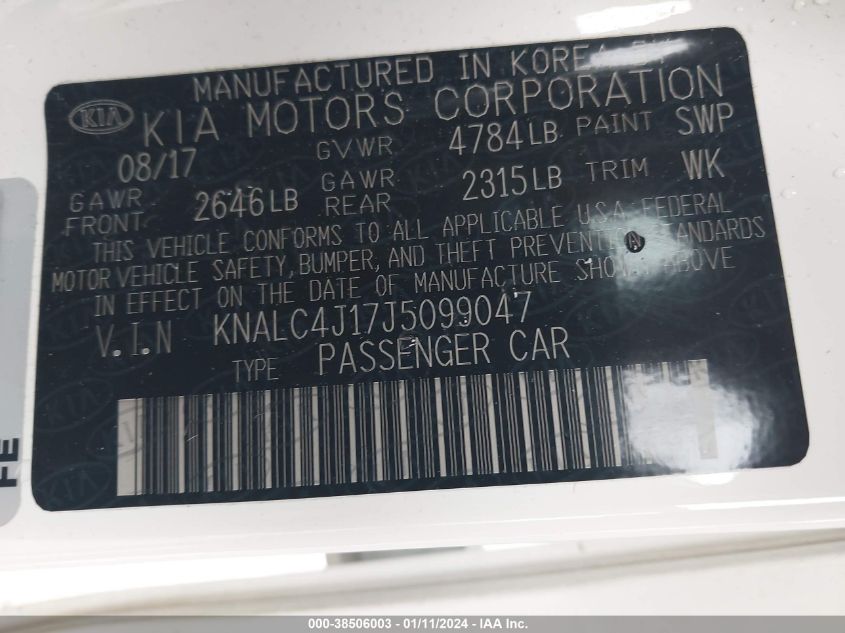 MANUFACTURED IN KOREA BY
KIA KIA MOTORS CORPORATION
08/17 GVWR 4784LB PAINT SWP
GAWR FRONT 2646LB GAWR REAR 2315LB TRIM WK
THIS VEHICLE CONFORMS TO ALL APPLICABLE U.S.A. FEDERAL
MOTOR VEHICLE SAFETY, BUMPER, AND THEFT PREVENTION STANDARDS
IN EFFECT ON THE DATE OF MANUFACTURE SHOWN ABOVE
V.I.N KNALC4J17J5099047
TYPE PASSENGER CAR
FE
000-38506003 - 01/11/2024 - IAA Inc.